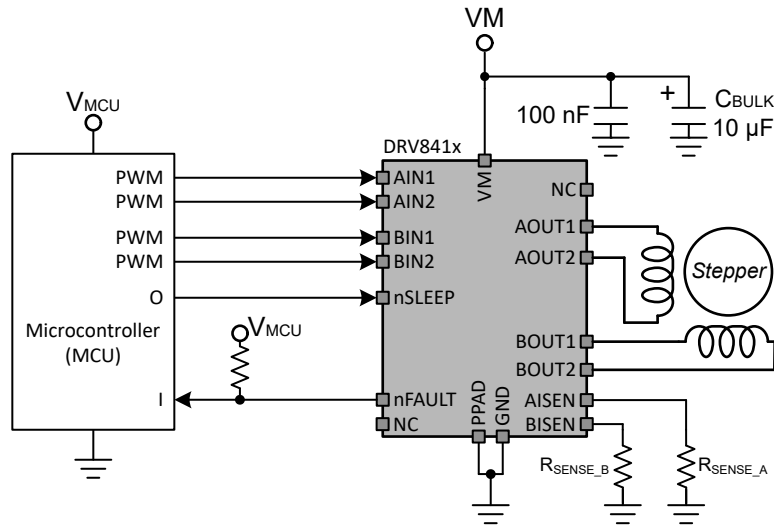 VM
VMCU
100 nF
+
CBULK
10 µF
DRV841x
PWM
AIN1
VM
NC
PWM
AIN2
AOUT1
PWM
BIN1
AOUT2
Stepper
PWM
BIN2
O
nSLEEP
Microcontroller
(MCU)
VMCU
BOUT1
BOUT2
I
nFAULT
PPAD
GND
AISEN
NC
BISEN
RSENSE_B
RSENSE_A